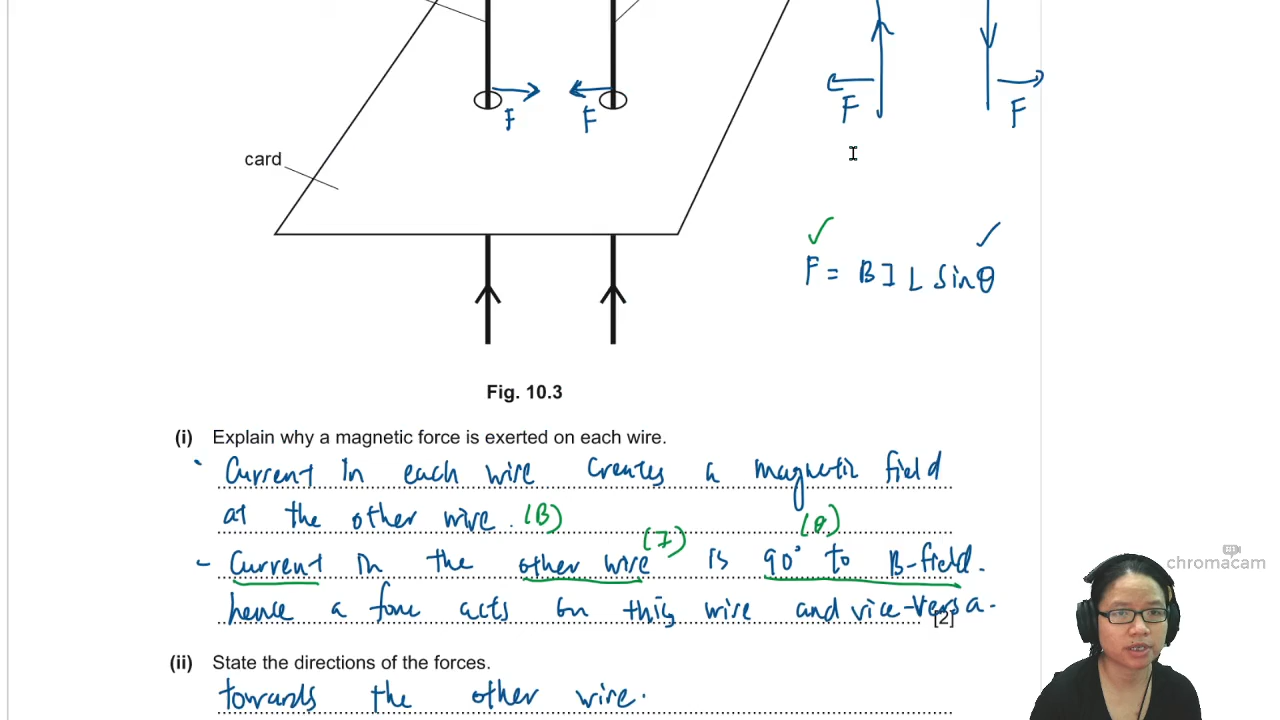 F F
F F
card
F = BIL sinθ
Fig. 10.3
(i) Explain why a magnetic force is exerted on each wire.
Current in each wire creates a magnetic field
at the other wire. (B)
(I) (θ)
- Current in the other wire is 90° to B-field.
hence a force acts on this wire and vice-versa.
[2]
(ii) State the directions of the forces.
towards the other wire.
chromacam